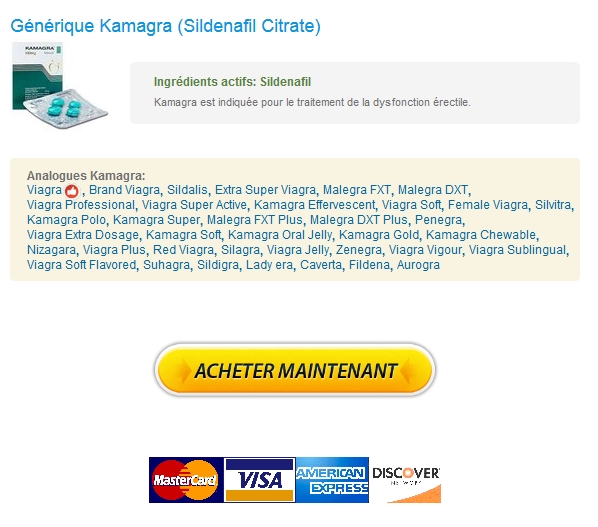 Générique Kamagra (Sildenafil Citrate)
KAMAGRA
Ingrédients actifs: Sildenafil
Kamagra est indiquée pour le traitement de la dysfonction érectile.
Analogues Kamagra:
Viagra , Brand Viagra, Sildalis, Extra Super Viagra, Malegra FXT, Malegra DXT,
Viagra Professional, Viagra Super Active, Kamagra Effervescent, Viagra Soft, Female Viagra, Silvitra,
Kamagra Polo, Kamagra Super, Malegra FXT Plus, Malegra DXT Plus, Penegra,
Viagra Extra Dosage, Kamagra Soft, Kamagra Oral Jelly, Kamagra Gold, Kamagra Chewable,
Nizagara, Viagra Plus, Red Viagra, Silagra, Viagra Jelly, Zenegra, Viagra Vigour, Viagra Sublingual,
Viagra Soft Flavored, Suhagra, Sildigra, Lady era, Caverta, Fildena, Aurogra
ACHETER MAINTENANT
MasterCard VISA AMERICAN EXPRESS DISCOVER NETWORK